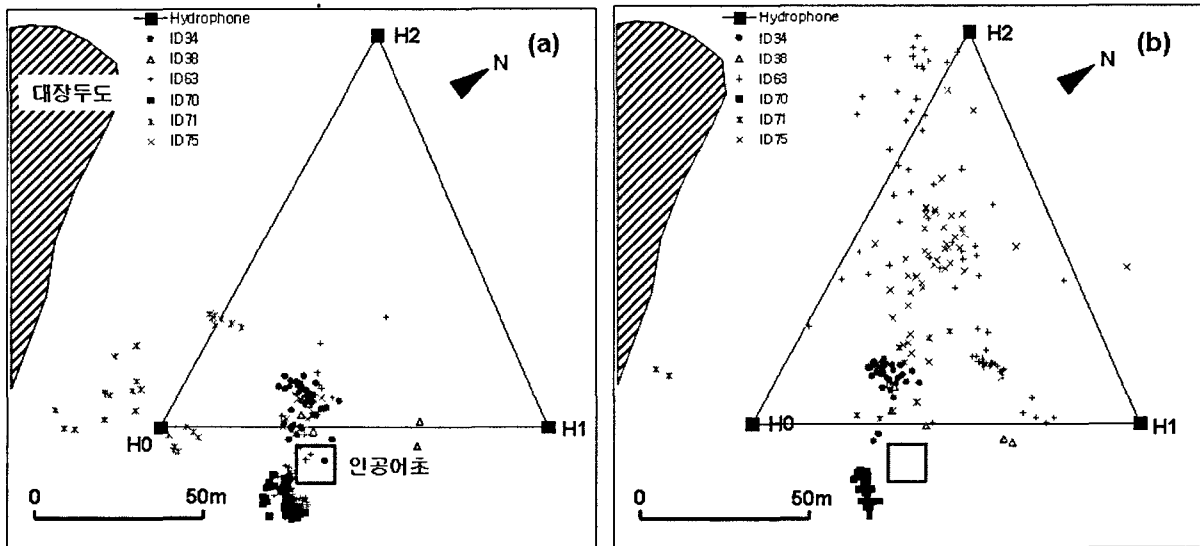 Hydrophone
ID34
ID38
ID63
ID70
ID71
ID75
H2
(a)
N
대장두도
H0
H1
인공어초
0
50m
Hydrophone
ID34
ID38
ID63
ID70
ID71
ID75
H2
(b)
N
H0
H1
0
50m